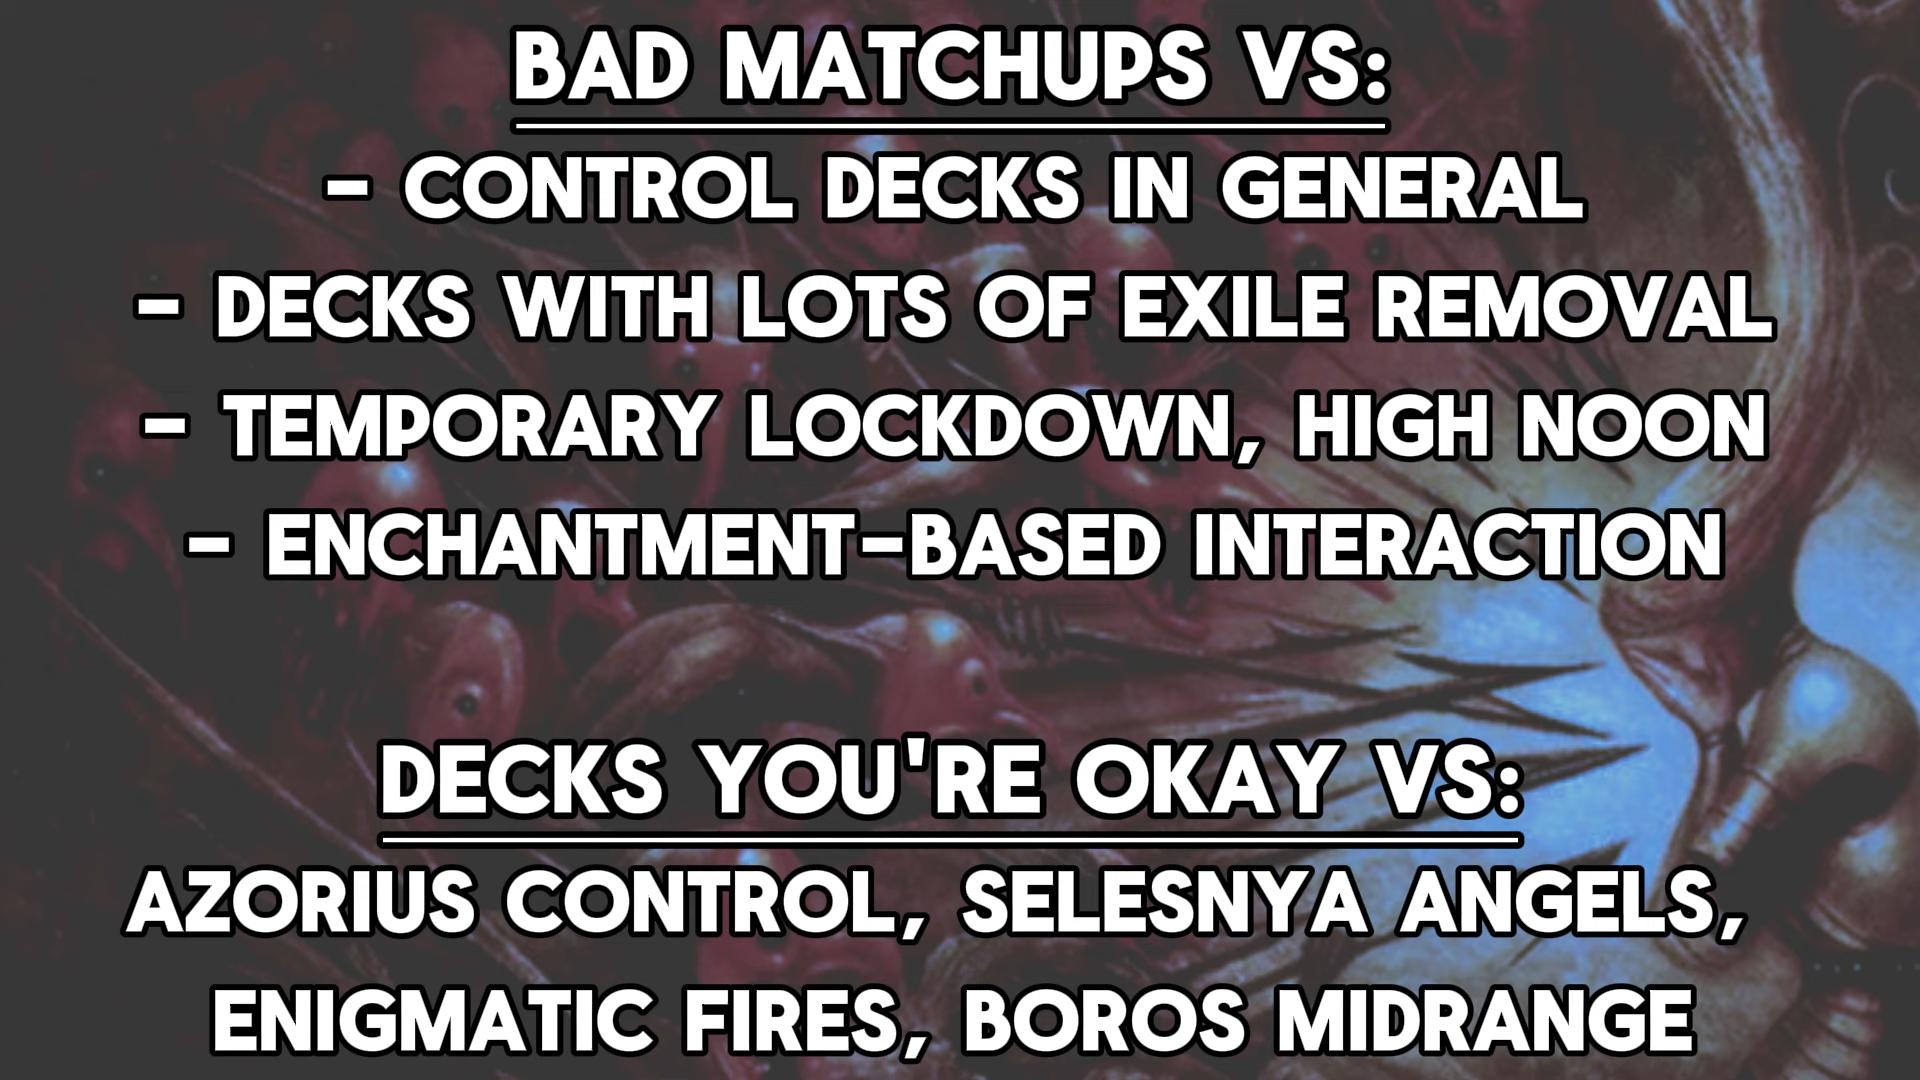 BAD MATCHUPS VS:
- CONTROL DECKS IN GENERAL
- DECKS WITH LOTS OF EXILE REMOVAL
- TEMPORARY LOCKDOWN, HIGH NOON
- ENCHANTMENT-BASED INTERACTION
DECKS YOU'RE OKAY VS:
AZORIUS CONTROL, SELESNYA ANGELS,
ENIGMATIC FIRES, BOROS MIDRANGE